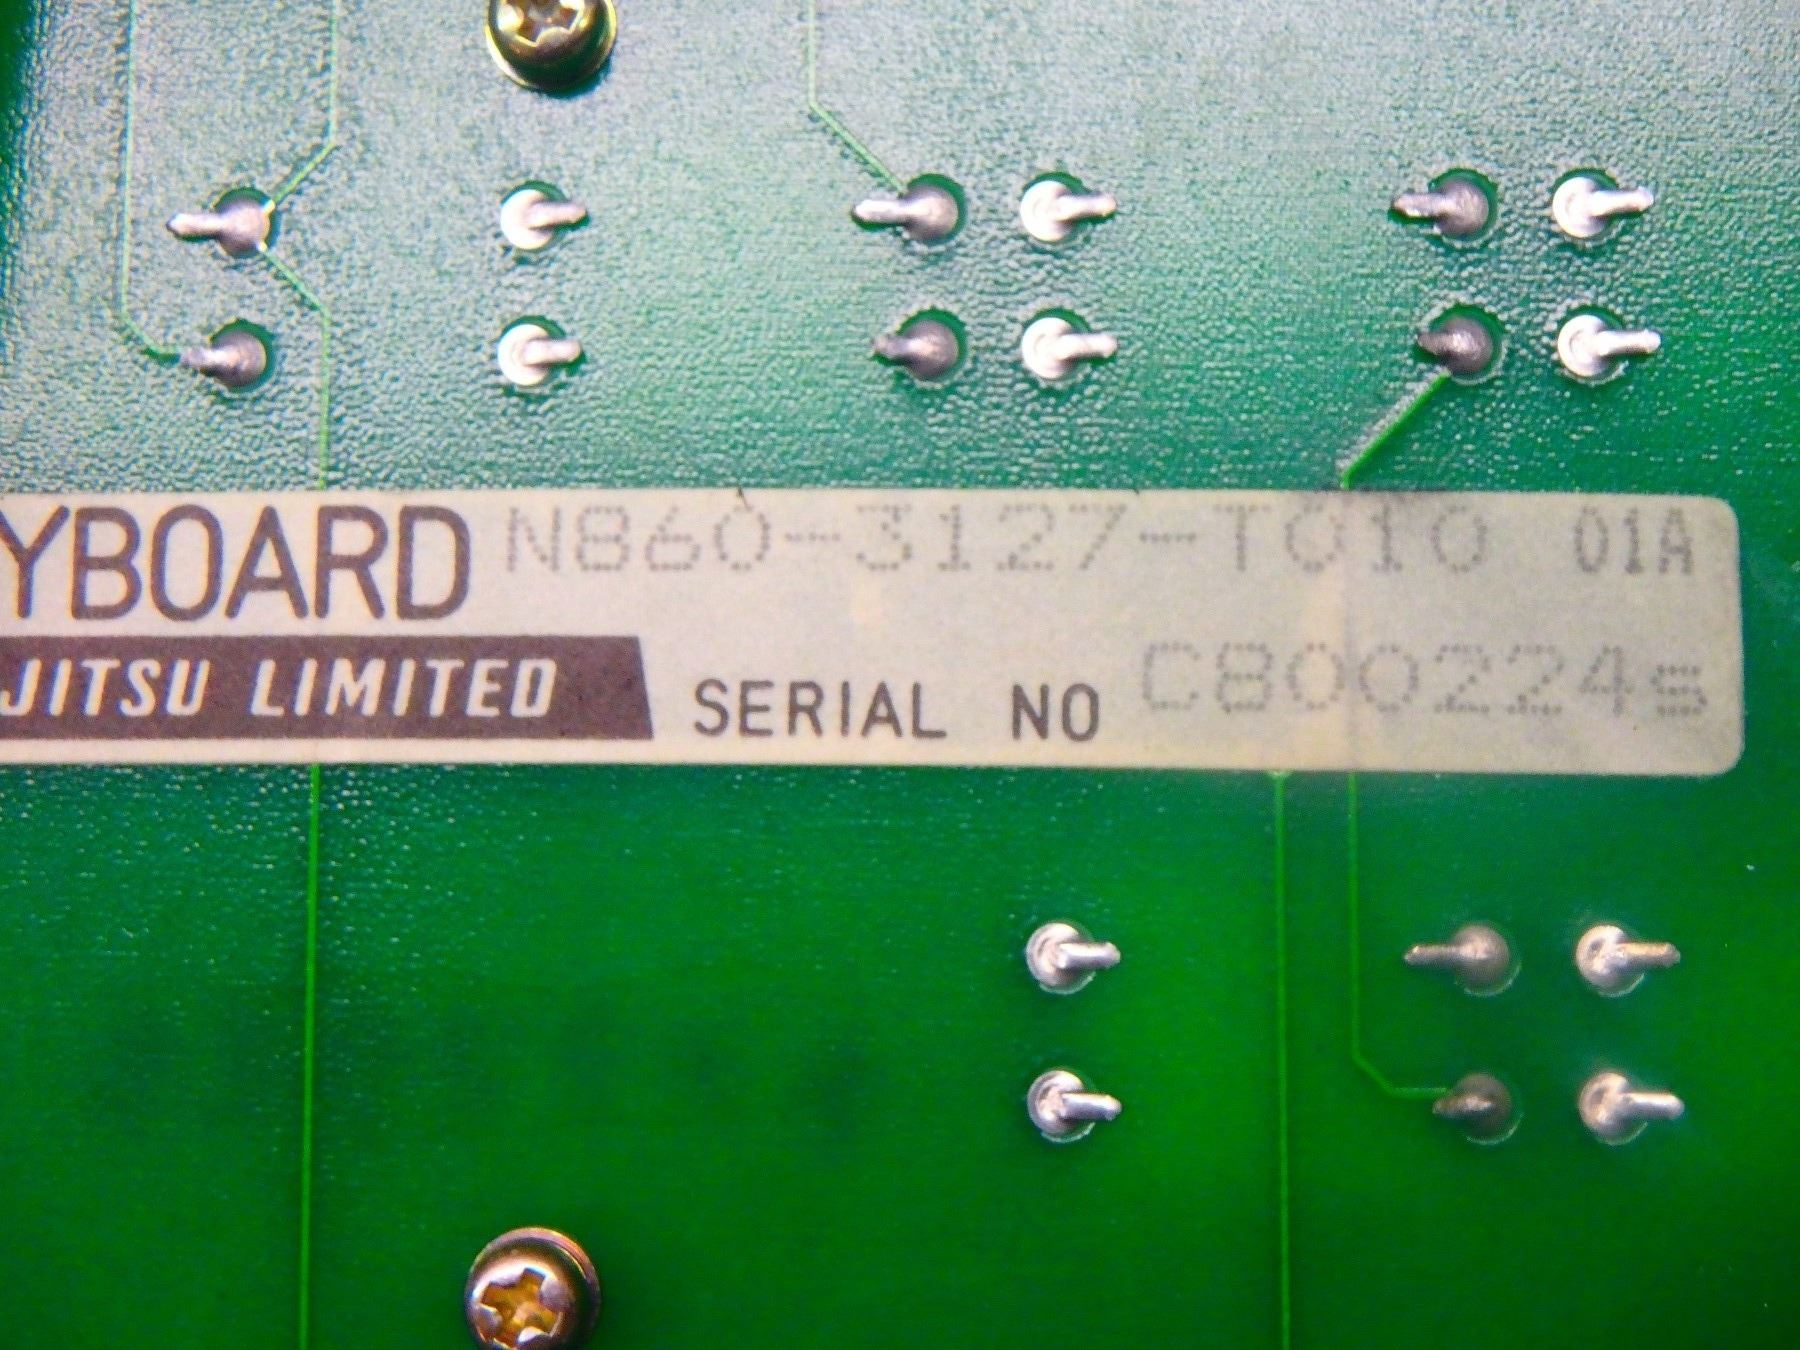 YBOARD N860-3127-T010 01A
JITSU LIMITED SERIAL NO C800224s